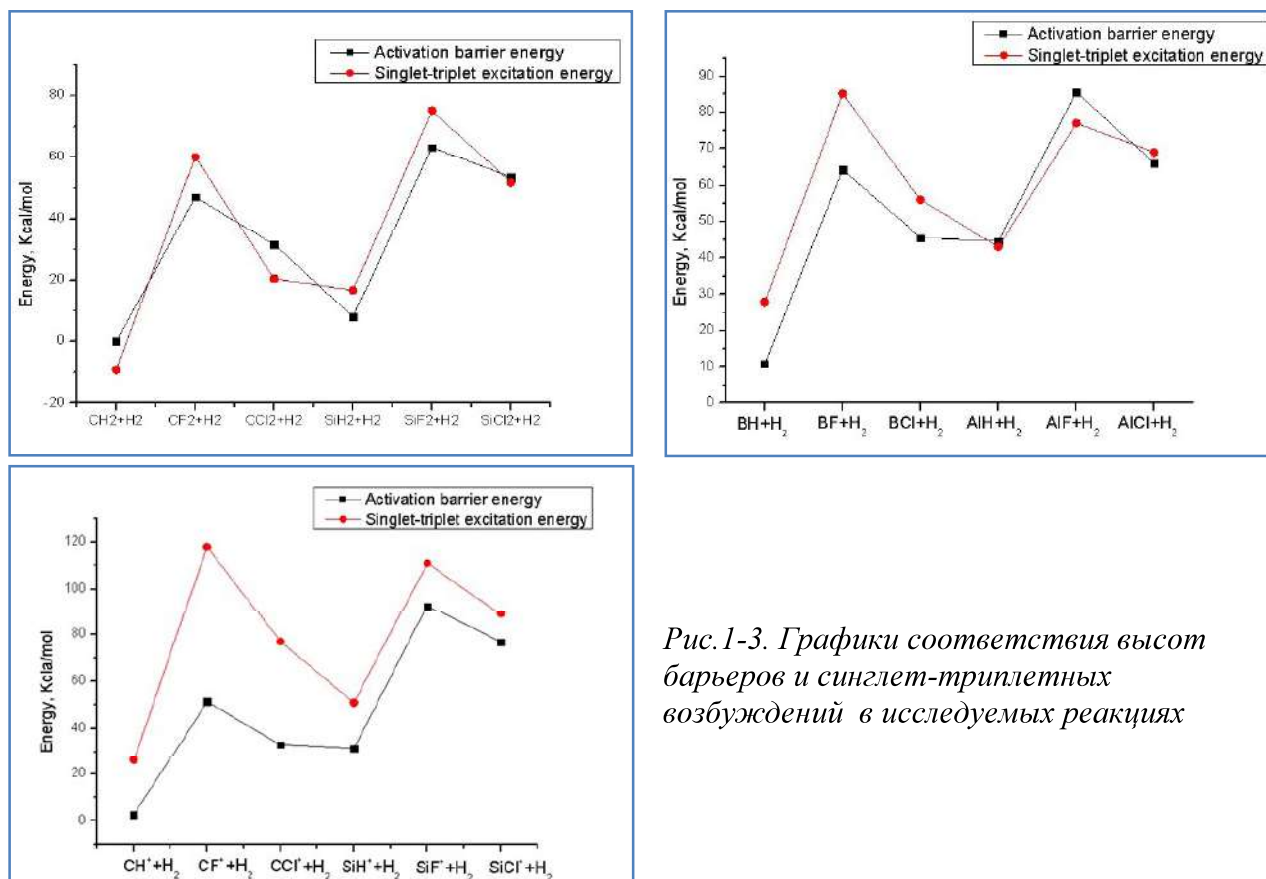 Activation barrier energy
Singlet-triplet excitation energy
Energy, Kcal/mol
80
60
40
20
0
-20
CH2+H2 CF2+H2 CCl2+H2 SiH2+H2 SiF2+H2 SiCl2+H2
Activation barrier energy
Singlet-triplet excitation energy
Energy, Kcal/mol
90
80
70
60
50
40
30
20
10
0
BH+H₂ BF+H₂ BCl+H₂ AlH+H₂ AlF+H₂ AlCl+H₂
Activation barrier energy
Singlet-triplet excitation energy
Energy, Kcla/mol
120
100
80
60
40
20
0
CH⁺+H₂ CF⁺+H₂ CCl⁺+H₂ SiH⁺+H₂ SiF⁺+H₂ SiCl⁺+H₂
Рис.1-3. Графики соответствия высот
барьеров и синглет-триплетных
возбуждений в исследуемых реакциях